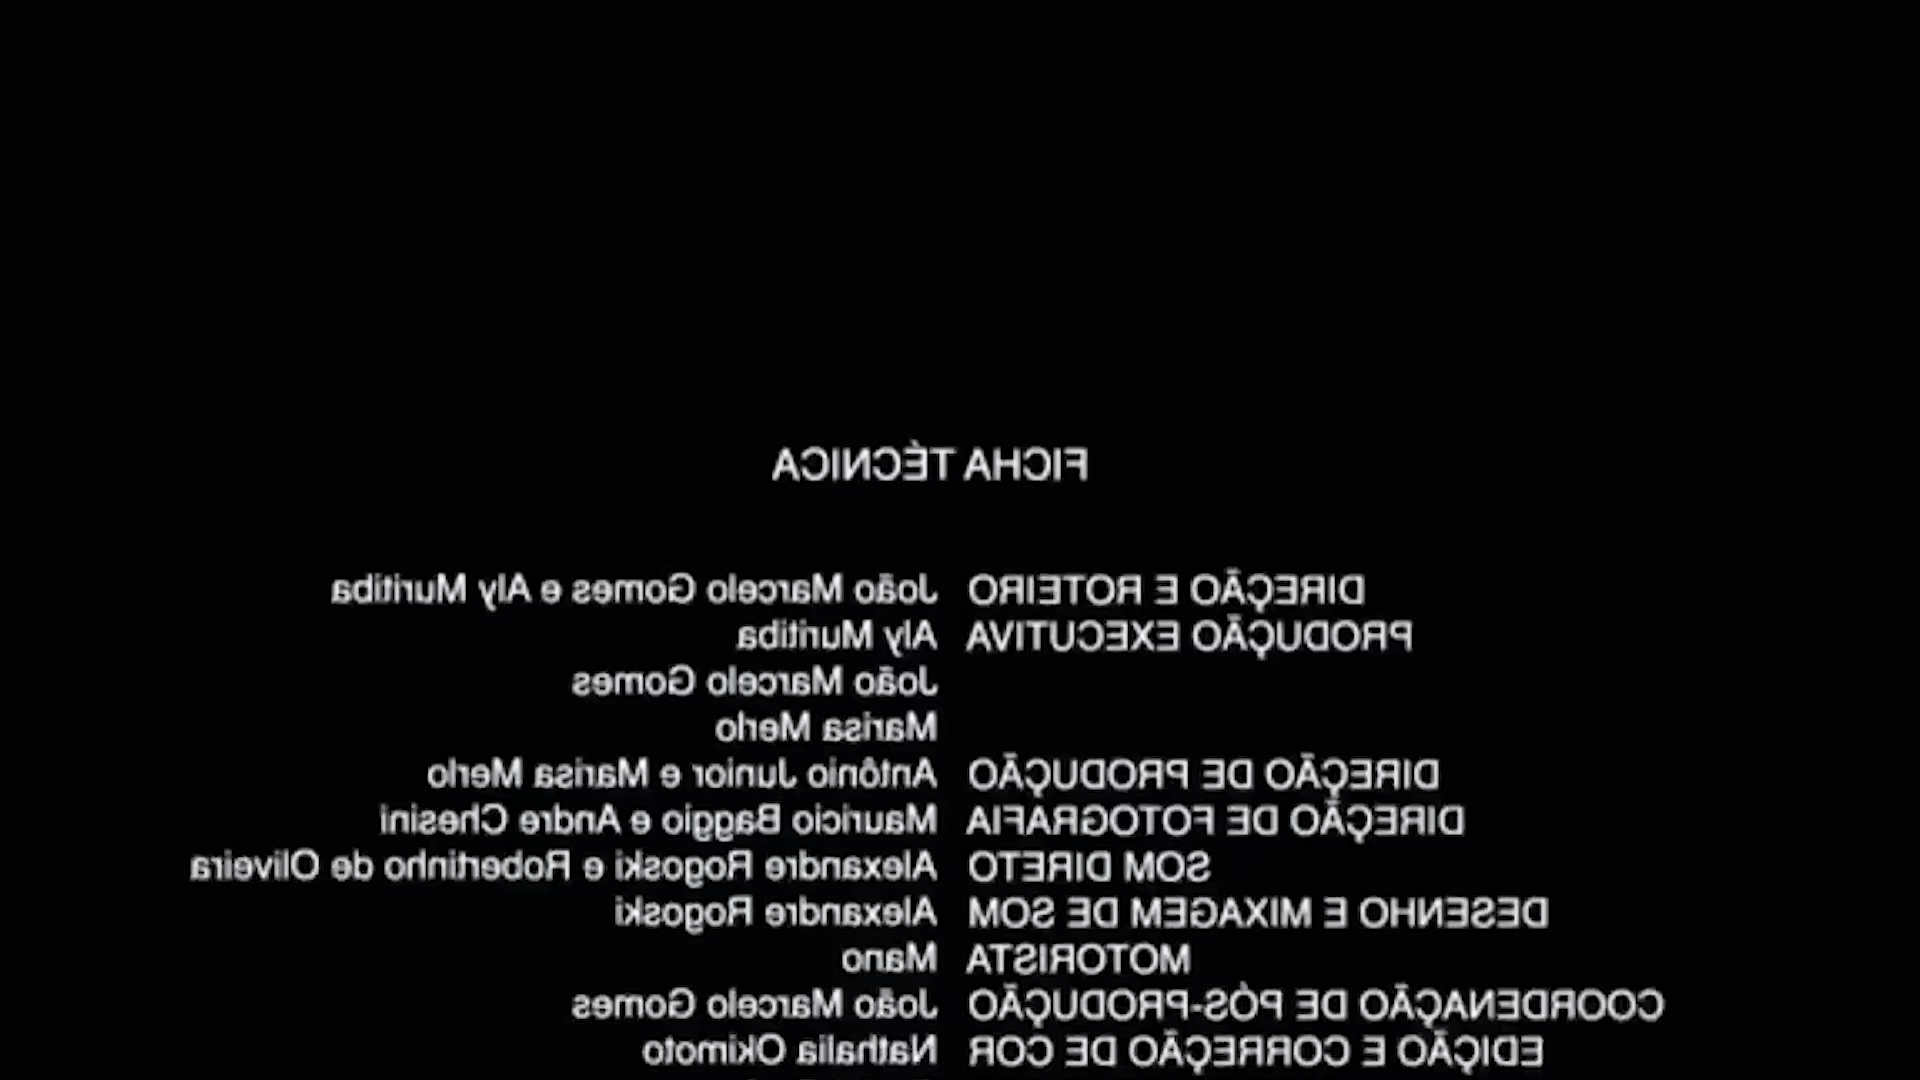 FICHA TÉCNICA
DIREÇÃO E ROTEIRO João Marcelo Gomes e Aly Muritiba
PRODUÇÃO EXECUTIVA Aly Muritiba
João Marcelo Gomes
Marisa Merlo
DIREÇÃO DE PRODUÇÃO Antônio Junior e Marisa Merlo
DIREÇÃO DE FOTOGRAFIA Mauricio Baggio e Andre Chesini
SOM DIRETO Alexandre Rogoski e Robertinho de Oliveira
DESENHO E MIXAGEM DE SOM Alexandre Rogoski
MOTORISTA Mano
COORDENAÇÃO DE PÓS-PRODUÇÃO João Marcelo Gomes
EDIÇÃO E CORREÇÃO DE COR Nathalia Okimoto